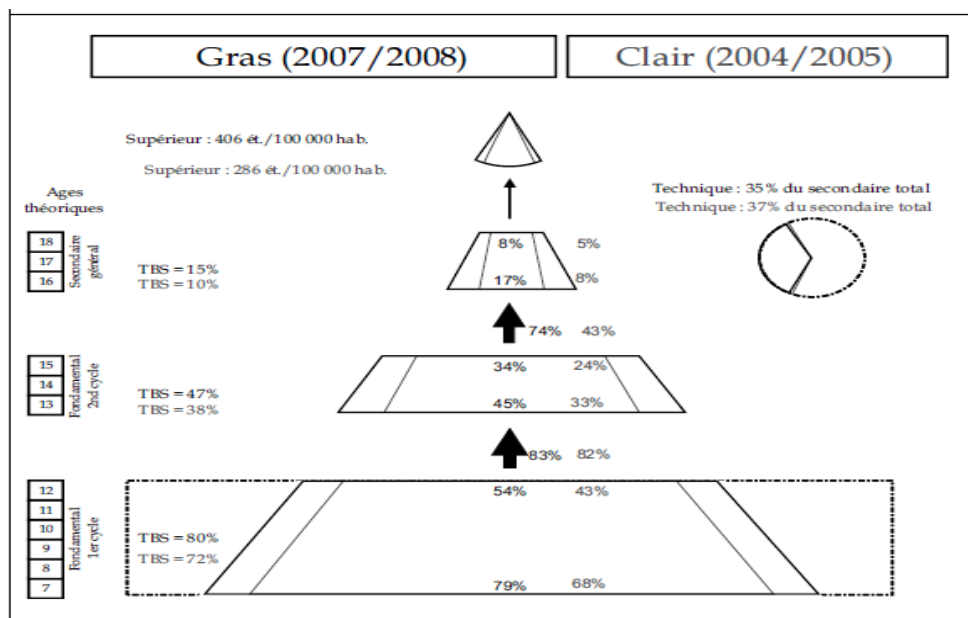 Gras (2007/2008)
Clair (2004/2005)
Supérieur : 406 ét./100 000 hab.
Supérieur : 286 ét./100 000 hab.
Ages
théoriques
Technique : 35% du secondaire total
Technique : 37% du secondaire total
18
17
16
Secondaire
général
TBS = 15%
TBS = 10%
8% 5%
17% 8%
74% 43%
15
14
13
Fondamental
2nd cycle
TBS = 47%
TBS = 38%
34% 24%
45% 33%
83% 82%
12
11
10
9
8
7
Fondamental
1er cycle
TBS = 80%
TBS = 72%
54% 43%
79% 68%